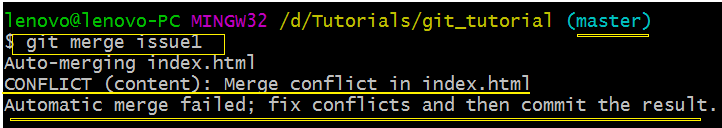 lenovo@lenovo-PC MINGW32 /d/Tutorials/git_tutorial (master)
$ git merge issue1
Auto-merging index.html
CONFLICT (content): Merge conflict in index.html
Automatic merge failed; fix conflicts and then commit the result.